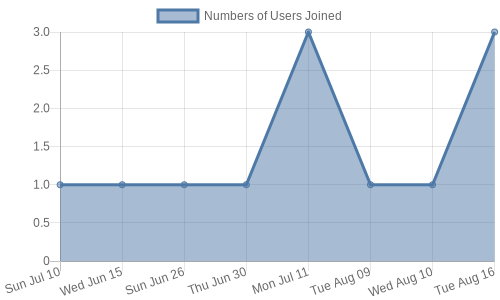 Numbers of Users Joined
3.0
2.5
2.0
1.5
1.0
0.5
0
Sun Jul 10
Wed Jun 15
Sun Jun 26
Thu Jun 30
Mon Jul 11
Tue Aug 09
Wed Aug 10
Tue Aug 16